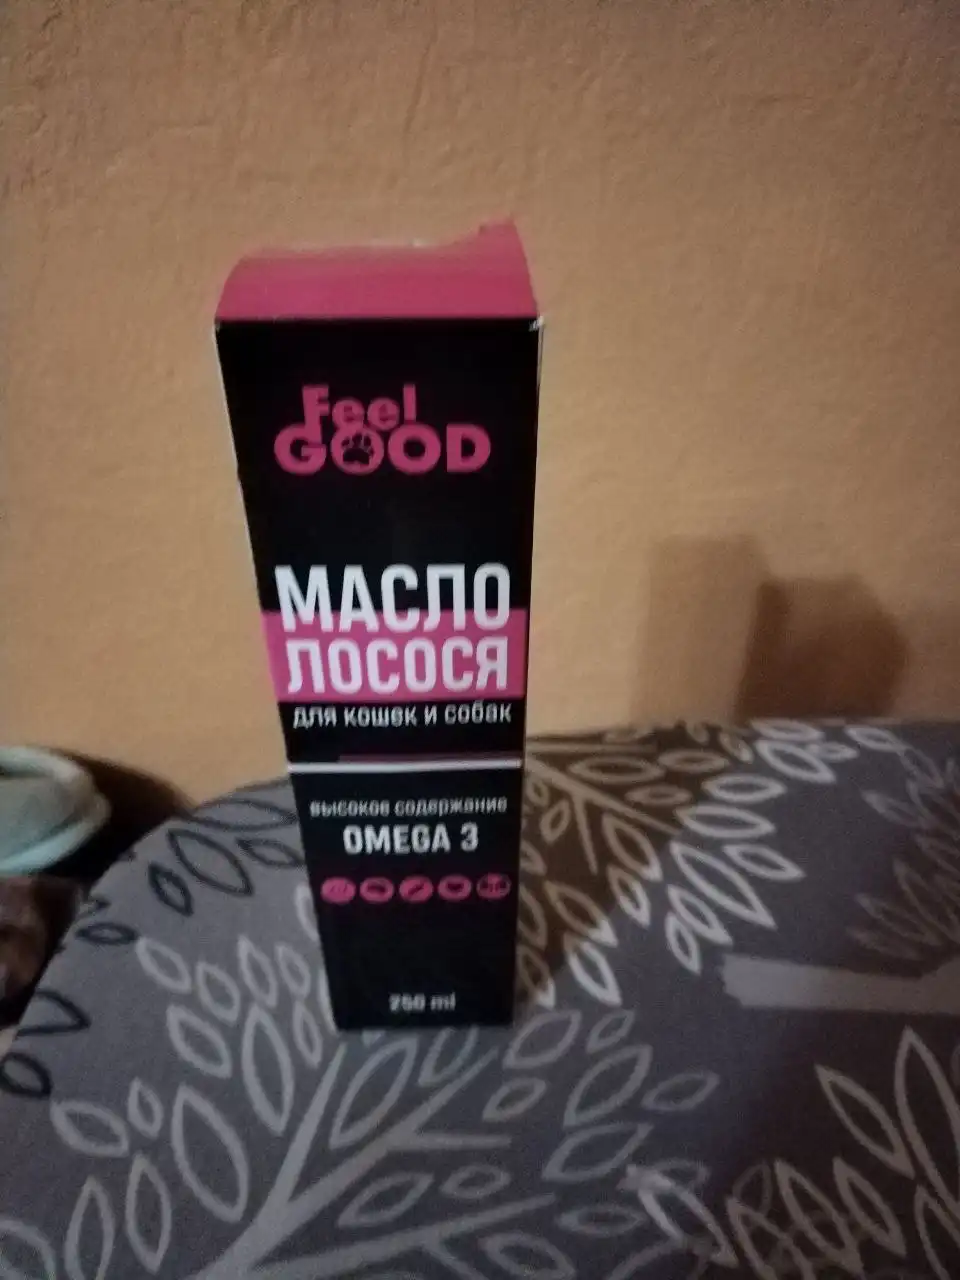 Feel
GOOD
МАСЛО
ЛОСОСЯ
для кошек и собак
высокое содержание
OMEGA 3
250 ml